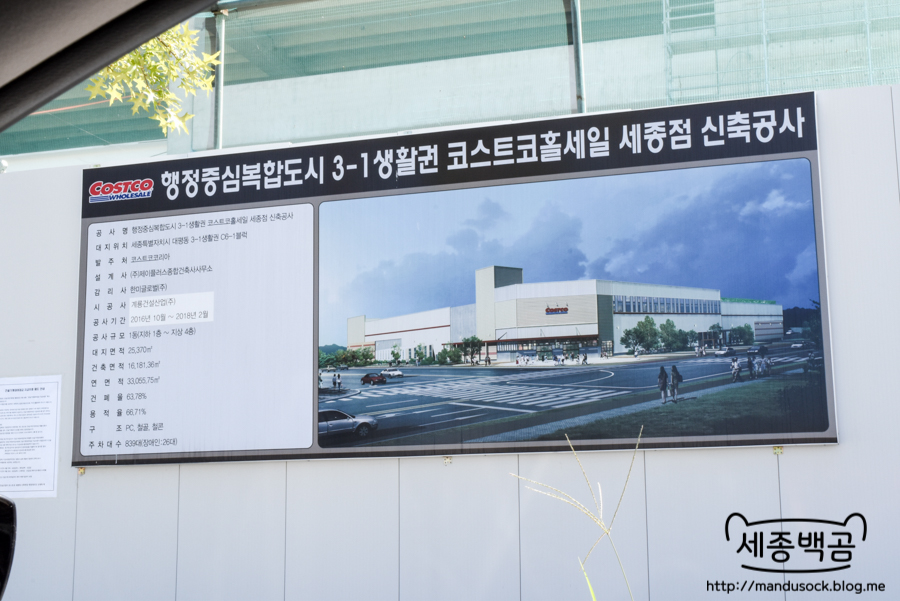 COSTCO WHOLESALE 행정중심복합도시 3-1생활권 코스트코홀세일 세종점 신축공사
공 사 명 행정중심복합도시 3-1생활권 코스트코홀세일 세종점 신축공사
대지위치 세종특별자치시 대평동 3-1생활권 C6-1블럭
발 주 처 코스트코코리아
설 계 사 (주)제이플러스종합건축사사무소
감 리 사 한미글로벌(주)
시 공 사 계룡건설산업(주)
공사기간 2016년 10월 ~ 2018년 2월
공사규모 1동(지하 1층 ~ 지상 4층)
대지면적 25,370㎡
건축면적 16,181.36㎡
연 면 적 33,055.75㎡
건 폐 율 63.78%
용 적 율 66.71%
구 조 PC, 철골, 철콘
주차대수 839대(장애인:26대)
COSTCO
세종백곰
http://mandusock.blog.me